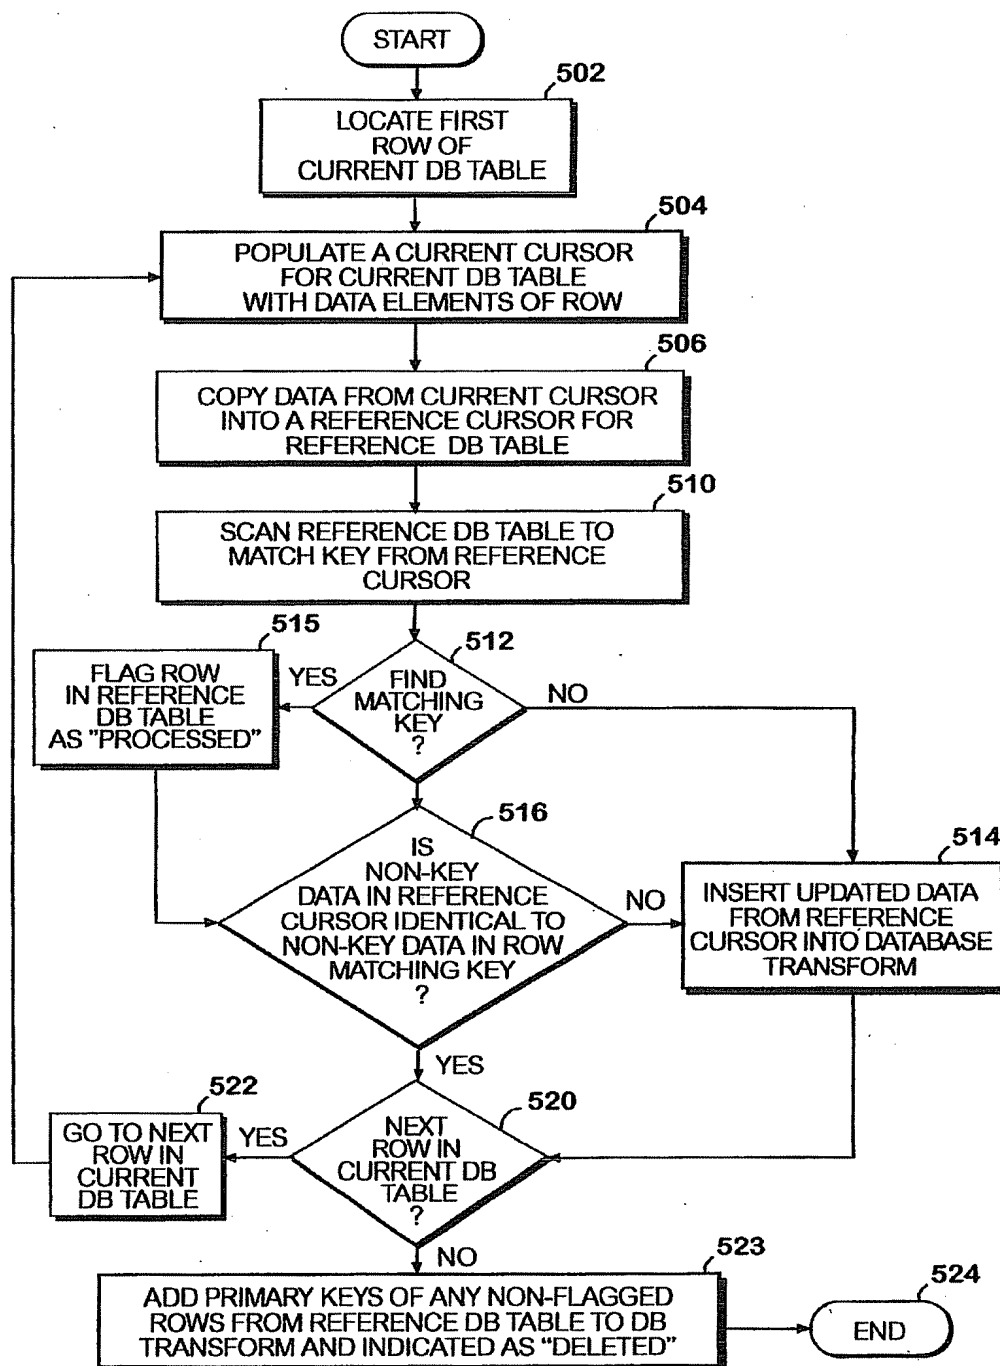 START
502
LOCATE FIRST
ROW OF
CURRENT DB TABLE
504
POPULATE A CURRENT CURSOR
FOR CURRENT DB TABLE
WITH DATA ELEMENTS OF ROW
506
COPY DATA FROM CURRENT CURSOR
INTO A REFERENCE CURSOR FOR
REFERENCE DB TABLE
510
SCAN REFERENCE DB TABLE TO
MATCH KEY FROM REFERENCE
CURSOR
515
FLAG ROW
IN REFERENCE
DB TABLE
AS "PROCESSED"
YES
512
FIND
MATCHING
KEY
?
NO
516
IS
NON-KEY
DATA IN REFERENCE
CURSOR IDENTICAL TO
NON-KEY DATA IN ROW
MATCHING KEY
?
NO
514
INSERT UPDATED DATA
FROM REFERENCE
CURSOR INTO DATABASE
TRANSFORM
YES
522
GO TO NEXT
ROW IN
CURRENT
DB TABLE
YES
520
NEXT
ROW IN
CURRENT DB
TABLE
?
NO
523
ADD PRIMARY KEYS OF ANY NON-FLAGGED
ROWS FROM REFERENCE DB TABLE TO DB
TRANSFORM AND INDICATED AS "DELETED"
524
END